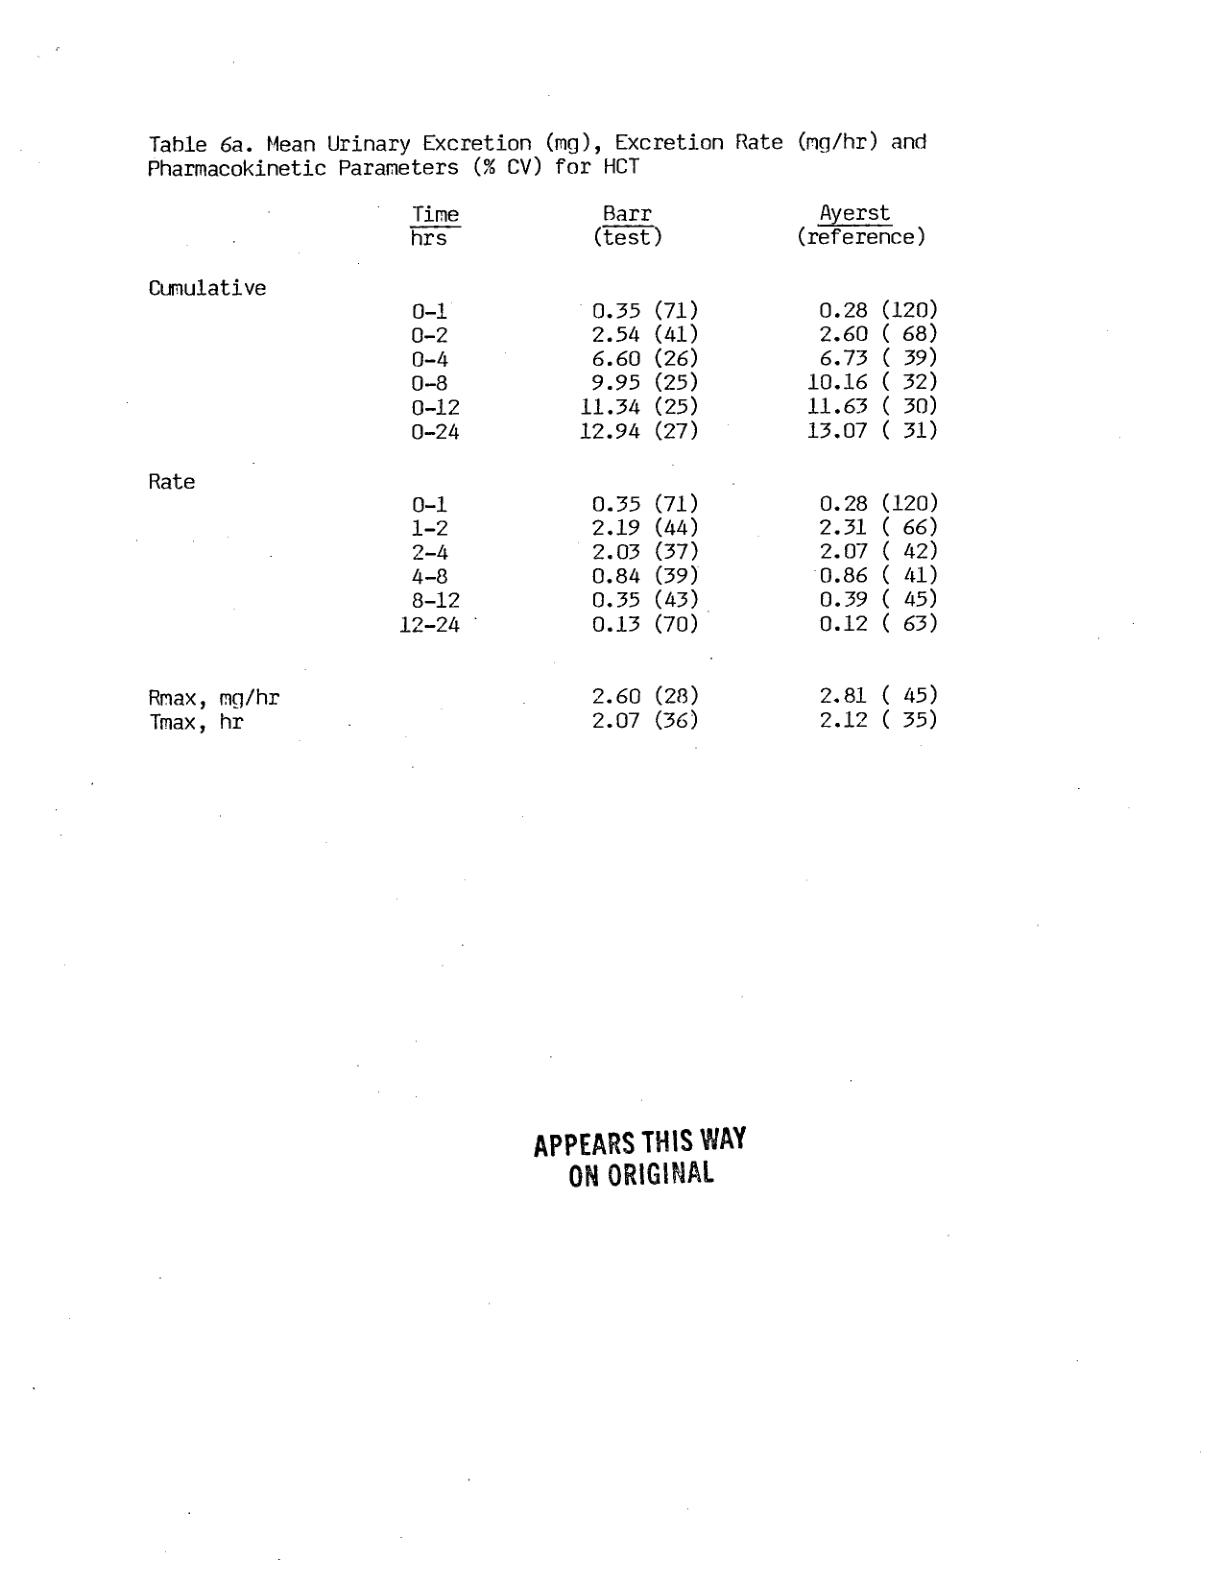 Table 6a. Mean Urinary Excretion (mg), Excretion Rate (mg/hr) and
Pharmacokinetic Parameters (% CV) for HCT
Time Barr Ayerst
hrs (test) (reference)
Cumulative
0-1 0.35 (71) 0.28 (120)
0-2 2.54 (41) 2.60 ( 68)
0-4 6.60 (26) 6.73 ( 39)
0-8 9.95 (25) 10.16 ( 32)
0-12 11.34 (25) 11.63 ( 30)
0-24 12.94 (27) 13.07 ( 31)
Rate
0-1 0.35 (71) 0.28 (120)
1-2 2.19 (44) 2.31 ( 66)
2-4 2.03 (37) 2.07 ( 42)
4-8 0.84 (39) 0.86 ( 41)
8-12 0.35 (43) 0.39 ( 45)
12-24 0.13 (70) 0.12 ( 63)
Rmax, mg/hr 2.60 (28) 2.81 ( 45)
Tmax, hr 2.07 (36) 2.12 ( 35)
APPEARS THIS WAY
ON ORIGINAL